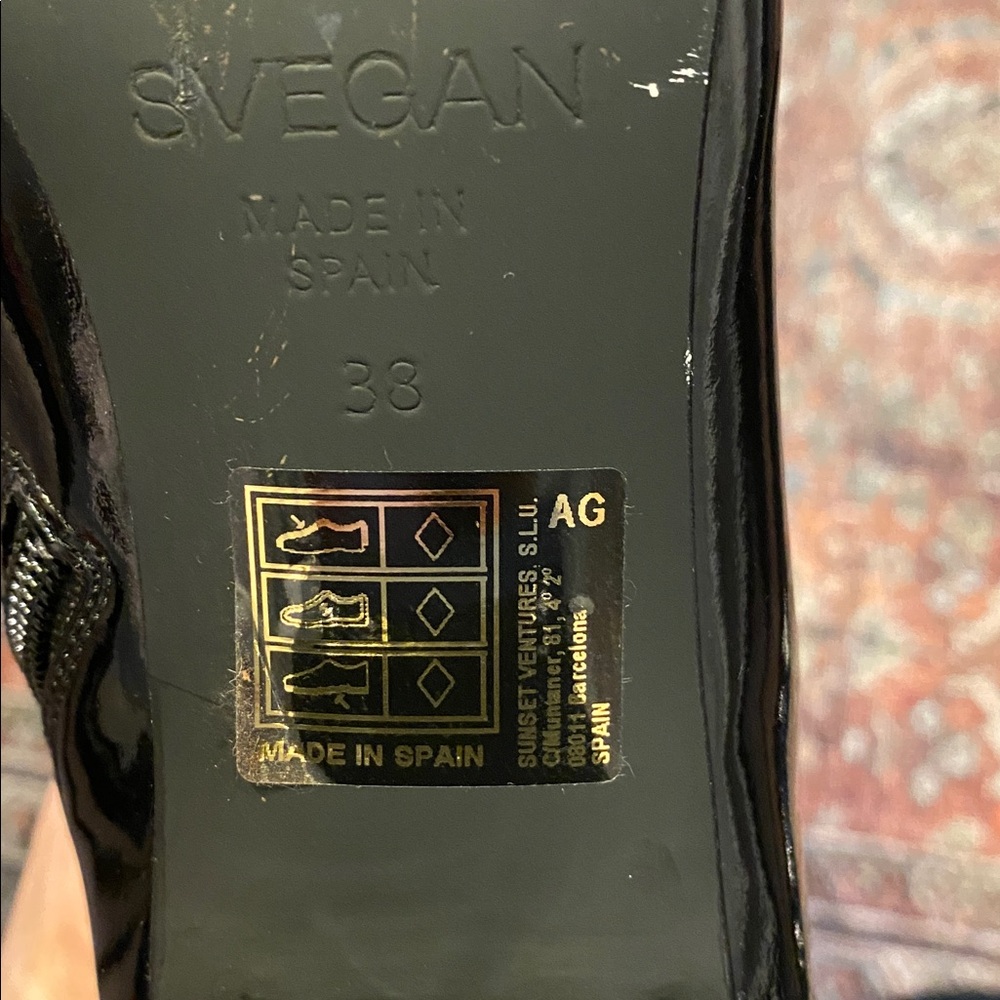 SVEGAN
MADE IN
SPAIN
38
MADE IN SPAIN
SUNSET VENTURES, S.L.U.
C/Muntaner, 81, 4º 2º
08011 Barcelona
SPAIN
AG